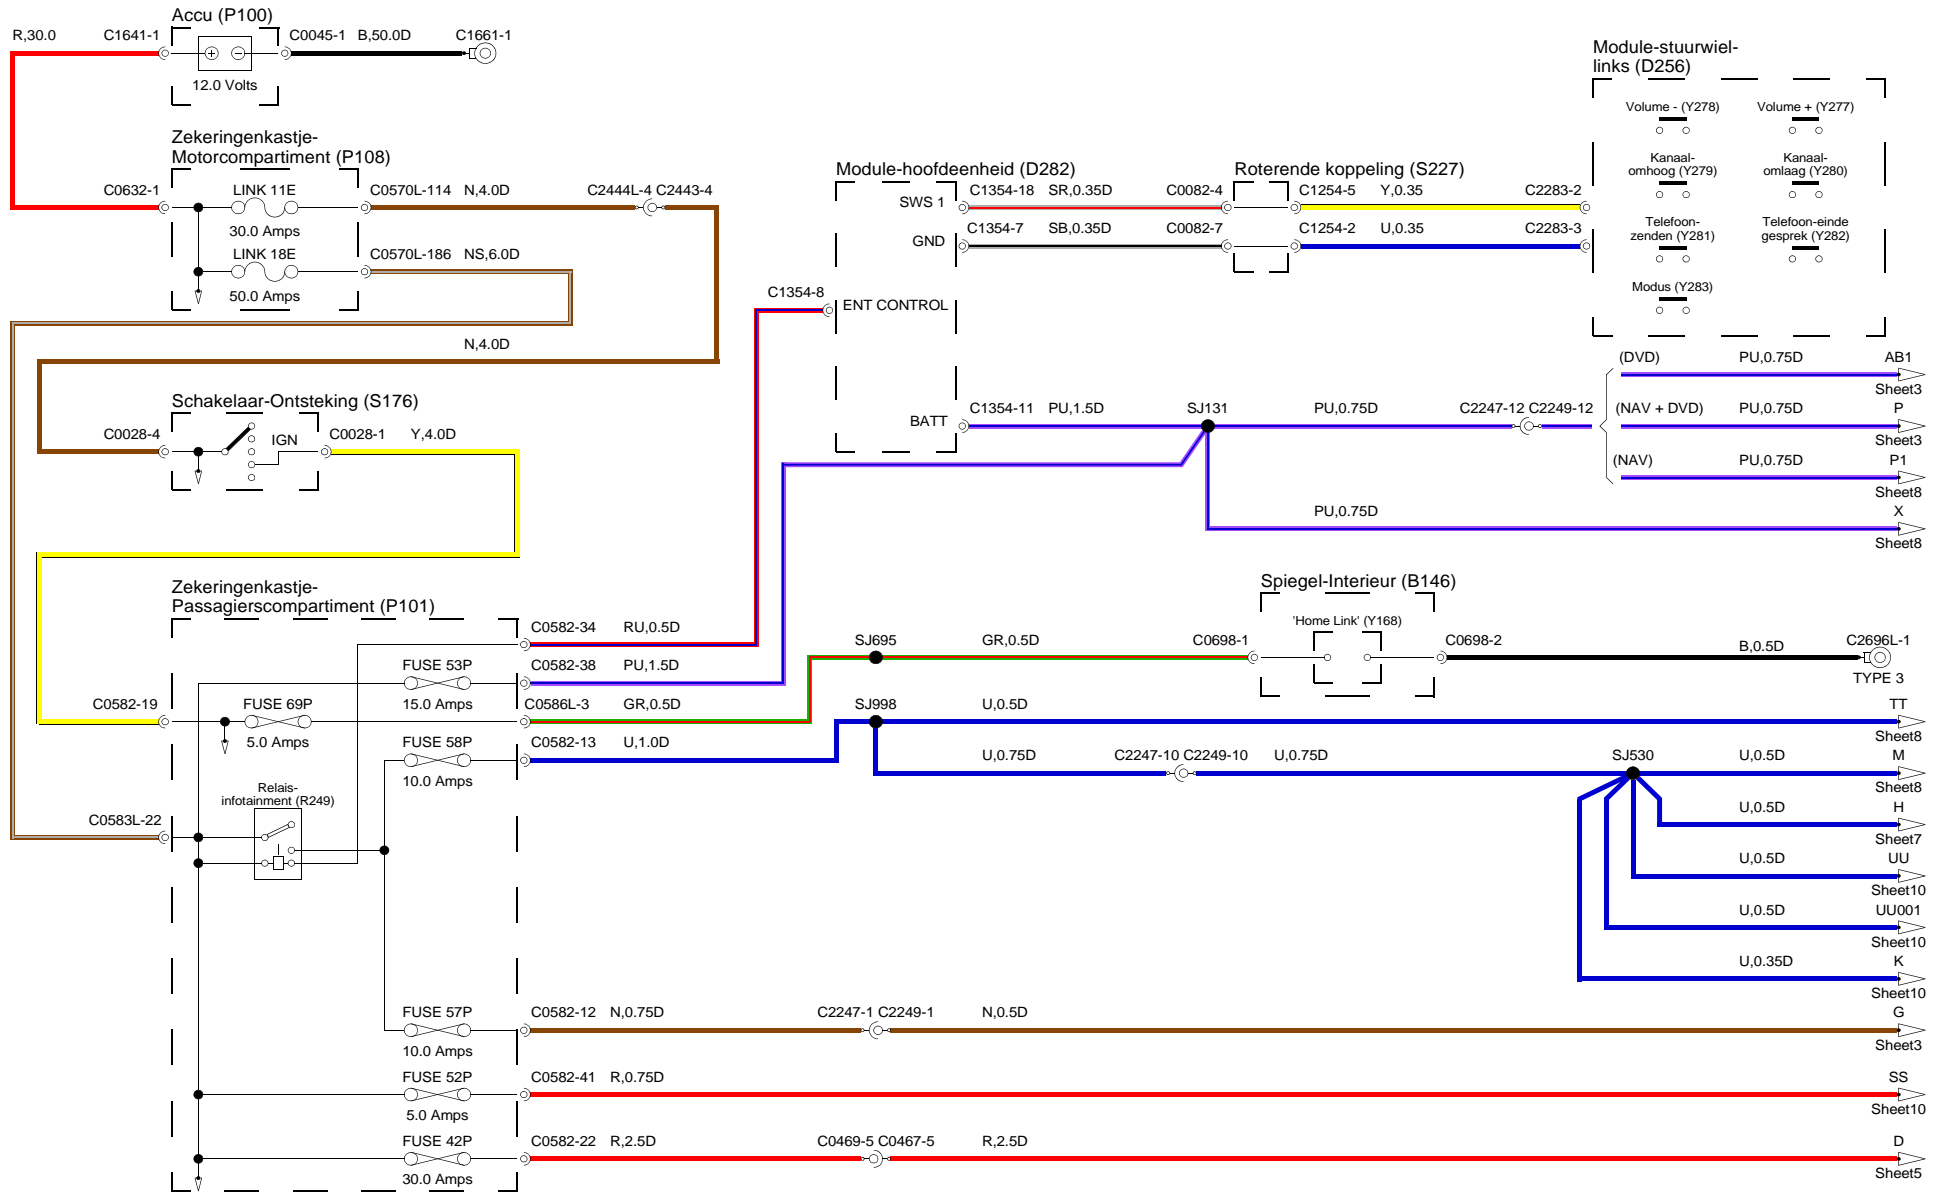 Accu (P100)
R,30.0
C1641-1
C0045-1
B,50.0D
C1661-1
12.0 Volts
Zekeringenkastje-
Motorcompartiment (P108)
C0632-1
LINK 11E
30.0 Amps
C0570L-114
N,4.0D
C2444L-4
C2443-4
LINK 18E
50.0 Amps
C0570L-186
NS,6.0D
N,4.0D
Schakelaar-Ontsteking (S176)
C0028-4
IGN
C0028-1
Y,4.0D
Module-hoofdeenheid (D282)
SWS 1
GND
ENT CONTROL
BATT
C1354-18
SR,0.35D
C0082-4
C1354-7
SB,0.35D
C0082-7
C1354-8
Roterende koppeling (S227)
C1254-5
Y,0.35
C2283-2
C1254-2
U,0.35
C2283-3
Module-stuurwiel-
links (D256)
Volume - (Y278)
Volume + (Y277)
Kanaal-
omhoog (Y279)
Kanaal-
omlaag (Y280)
Telefoon-
zenden (Y281)
Telefoon-einde
gesprek (Y282)
Modus (Y283)
C1354-11
PU,1.5D
SJ131
PU,0.75D
C2247-12
C2249-12
(DVD)
PU,0.75D
AB1
Sheet3
(NAV + DVD)
PU,0.75D
P
Sheet3
(NAV)
PU,0.75D
P1
Sheet8
PU,0.75D
X
Sheet8
Zekeringenkastje-
Passagierscompartiment (P101)
C0582-34
RU,0.5D
FUSE 53P
15.0 Amps
C0582-38
PU,1.5D
C0582-19
FUSE 69P
5.0 Amps
C0586L-3
GR,0.5D
SJ695
GR,0.5D
C0698-1
Spiegel-Interieur (B146)
'Home Link' (Y168)
C0698-2
B,0.5D
C2696L-1
TYPE 3
FUSE 58P
10.0 Amps
C0582-13
U,1.0D
SJ998
U,0.5D
TT
Sheet8
U,0.75D
C2247-10
C2249-10
U,0.75D
SJ530
U,0.5D
M
Sheet8
U,0.5D
H
Sheet7
U,0.5D
UU
Sheet10
U,0.5D
UU001
Sheet10
U,0.35D
K
Sheet10
Relais-
infotainment (R249)
C0583L-22
FUSE 57P
10.0 Amps
C0582-12
N,0.75D
C2247-1
C2249-1
N,0.5D
G
Sheet3
FUSE 52P
5.0 Amps
C0582-41
R,0.75D
SS
Sheet10
FUSE 42P
30.0 Amps
C0582-22
R,2.5D
C0469-5
C0467-5
R,2.5D
D
Sheet5